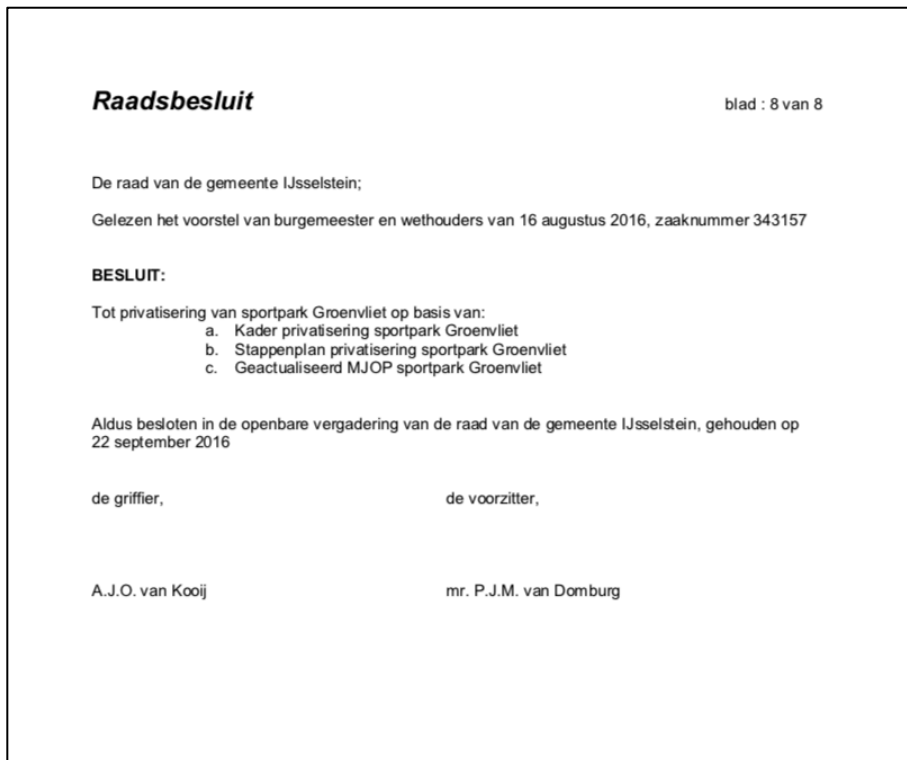 Raadsbesluit blad : 8 van 8
De raad van de gemeente IJsselstein;
Gelezen het voorstel van burgemeester en wethouders van 16 augustus 2016, zaaknummer 343157
BESLUIT:
Tot privatisering van sportpark Groenvliet op basis van:
a. Kader privatisering sportpark Groenvliet
b. Stappenplan privatisering sportpark Groenvliet
c. Geactualiseerd MJOP sportpark Groenvliet
Aldus besloten in de openbare vergadering van de raad van de gemeente IJsselstein, gehouden op
22 september 2016
de griffier, de voorzitter,
A.J.O. van Kooij mr. P.J.M. van Domburg